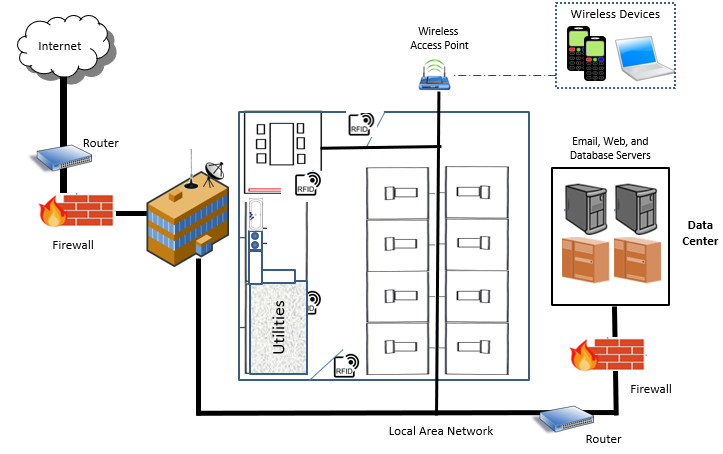 Wireless Devices
Internet
Wireless
Access Point
Router
RFID
Email, Web, and
Database Servers
RFID
Data
Center
Firewall
Utilities
RFID
Firewall
Local Area Network
Router